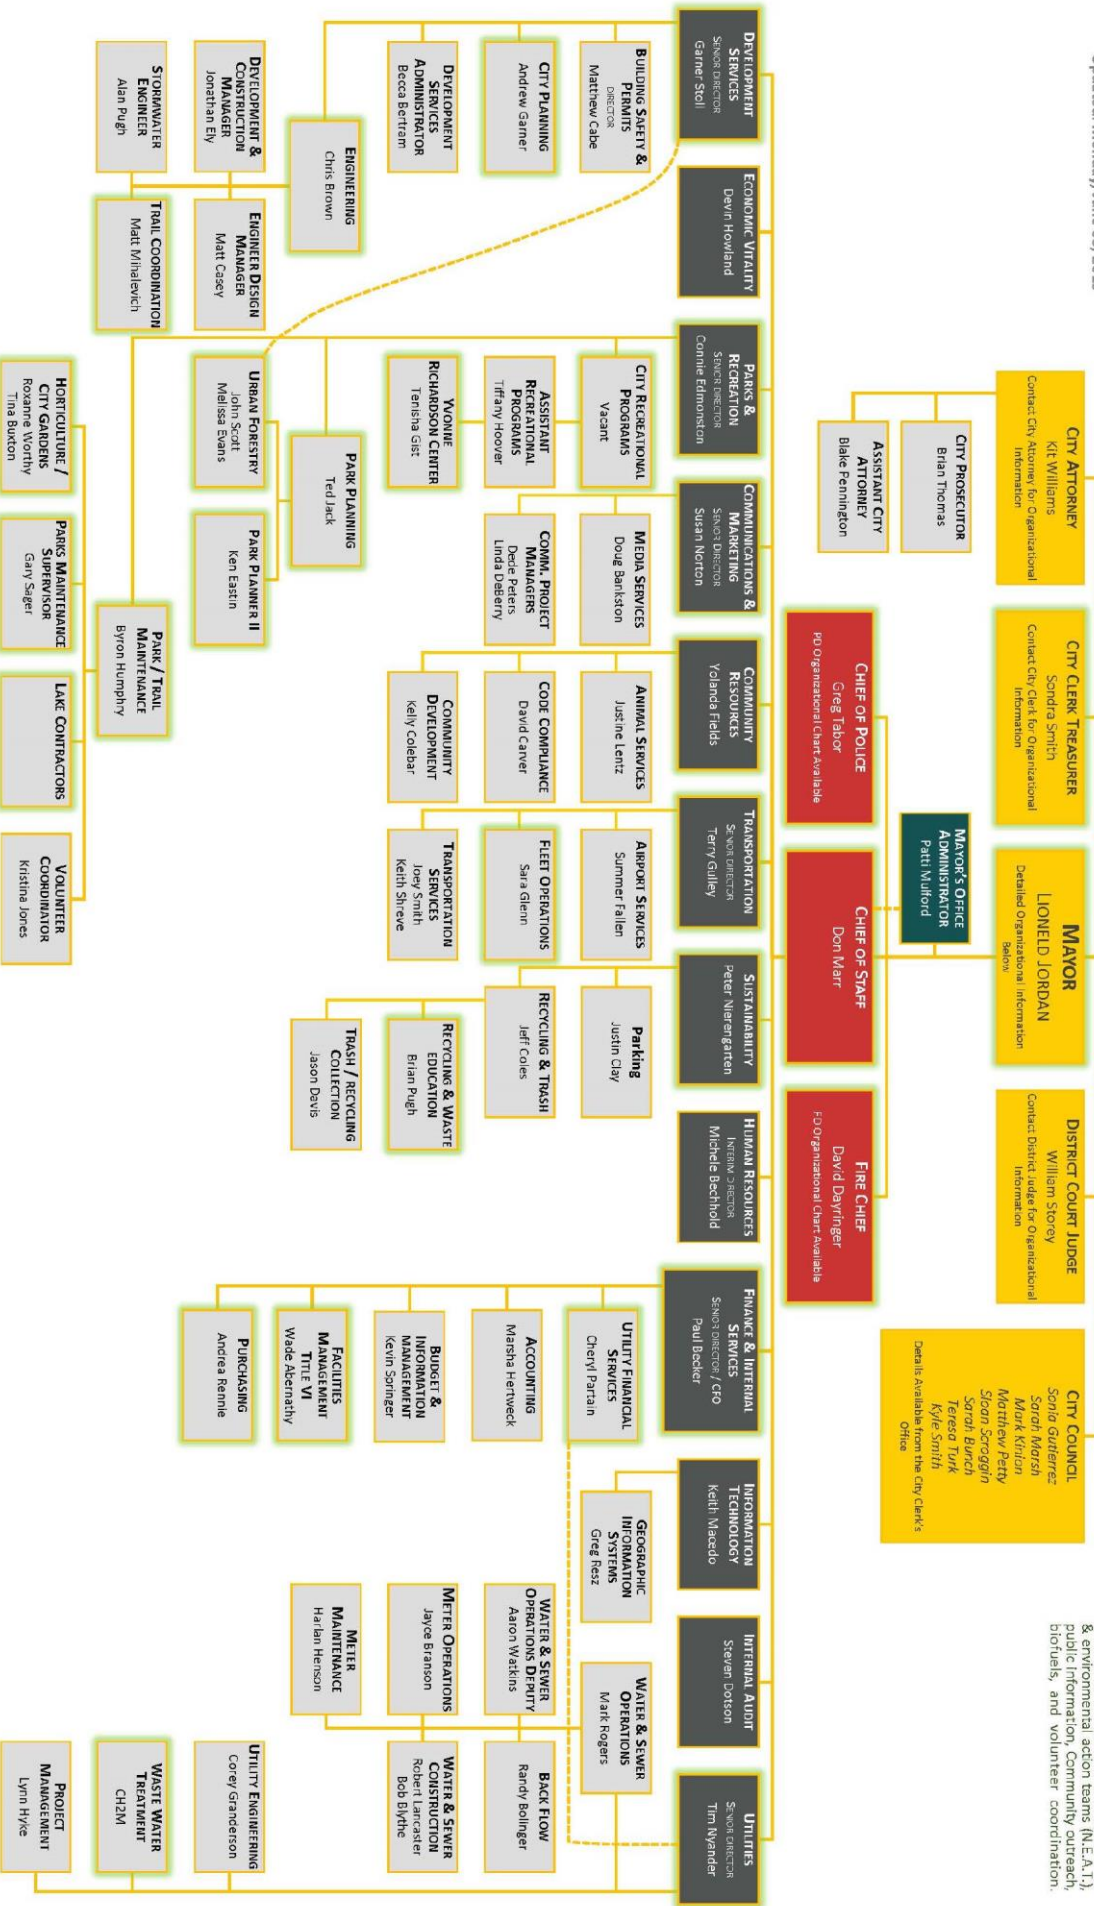 & environmental action teams (N.E.A.T.),
public information, Community outreach,
biofuels, and volunteer coordination.
CITY ATTORNEY
Kit Williams
Contact City Attorney for Organizational
Information
CITY PROSECUTOR
Brian Thomas
ASSISTANT CITY
ATTORNEY
Blake Pennington
CITY CLERK TREASURER
Sondra Smith
Contact City Clerk for Organizational
Information
MAYOR
LIONELD JORDAN
Detailed Organizational Information
Below
DISTRICT COURT JUDGE
William Storey
Contact District Judge for Organizational
Information
CITY COUNCIL
Sonia Gutierrez
Sarah Marsh
Mark Kinion
Matthew Petty
Sloan Scroggin
Sarah Bunch
Teresa Turk
Kyle Smith
Details Available from the City Clerk's
Office
MAYOR'S OFFICE
ADMINISTRATOR
Patti Mulford
CHIEF OF POLICE
Greg Tabor
PD Organizational Chart Available
CHIEF OF STAFF
Don Marr
FIRE CHIEF
David Dayringer
FD Organizational Chart Available
DEVELOPMENT
SERVICES
SENIOR DIRECTOR
Garner Stoll
BUILDING SAFETY &
PERMITS
DIRECTOR
Matthew Cabe
CITY PLANNING
Andrew Garner
DEVELOPMENT
SERVICES
ADMINISTRATOR
Becca Bertram
ENGINEERING
Chris Brown
DEVELOPMENT &
CONSTRUCTION
MANAGER
Jonathan Ely
ENGINEER DESIGN
MANAGER
Matt Casey
STORMWATER
ENGINEER
Alan Pugh
TRAIL COORDINATION
Matt Mihalevich
ECONOMIC VITALITY
Devin Howland
PARKS &
RECREATION
SENIOR DIRECTOR
Connie Edmonston
CITY RECREATIONAL
PROGRAMS
Vacant
ASSISTANT
RECREATIONAL
PROGRAMS
Tiffany Hoover
YVONNE
RICHARDSON CENTER
Tenisha Gist
PARK PLANNING
Ted Jack
URBAN FORESTRY
John Scott
Melissa Evans
PARK PLANNER II
Ken Eastin
PARK / TRAIL
MAINTENANCE
Byron Humphry
HORTICULTURE /
CITY GARDENS
Roxanne Worthy
Tina Buxton
PARKS MAINTENANCE
SUPERVISOR
Gary Sager
LAKE CONTRACTORS
VOLUNTEER
COORDINATOR
Kristina Jones
COMMUNICATIONS &
MARKETING
SENIOR DIRECTOR
Susan Norton
MEDIA SERVICES
Doug Bankston
COMM. PROJECT
MANAGERS
Dede Peters
Linda DeBerry
COMMUNITY
RESOURCES
Yolanda Fields
ANIMAL SERVICES
Justine Lentz
CODE COMPLIANCE
David Carver
COMMUNITY
DEVELOPMENT
Kelly Colebar
TRANSPORTATION
SENIOR DIRECTOR
Terry Gulley
AIRPORT SERVICES
Summer Fallen
FLEET OPERATIONS
Sara Glenn
TRANSPORTATION
SERVICES
Joey Smith
Keith Shreve
SUSTAINABILITY
Peter Nierengarten
Parking
Justin Clay
RECYCLING & TRASH
Jeff Coles
RECYCLING & WASTE
EDUCATION
Brian Pugh
TRASH / RECYCLING
COLLECTION
Jason Davis
HUMAN RESOURCES
INTERIM DIRECTOR
Michele Bechhold
FINANCE & INTERNAL
SERVICES
SENIOR DIRECTOR / CFO
Paul Becker
UTILITY FINANCIAL
SERVICES
Cheryl Partain
ACCOUNTING
Marsha Hertweck
BUDGET &
INFORMATION
MANAGEMENT
Kevin Springer
FACILITIES
MANAGEMENT
TITLE VI
Wade Abernathy
PURCHASING
Andrea Rennie
INFORMATION
TECHNOLOGY
Keith Macedo
GEOGRAPHIC
INFORMATION
SYSTEMS
Greg Resz
INTERNAL AUDIT
Steven Dotson
UTILITIES
SENIOR DIRECTOR
Tim Nyander
WATER & SEWER
OPERATIONS
Mark Rogers
WATER & SEWER
OPERATIONS DEPUTY
Aaron Watkins
BACK FLOW
Randy Bolinger
METER OPERATIONS
Jayce Branson
WATER & SEWER
CONSTRUCTION
Robert Lancaster
Bob Blythe
METER
MAINTENANCE
Harlan Henson
UTILITY ENGINEERING
Corey Granderson
WASTE WATER
TREATMENT
CH2M
PROJECT
MANAGEMENT
Lynn Hyke